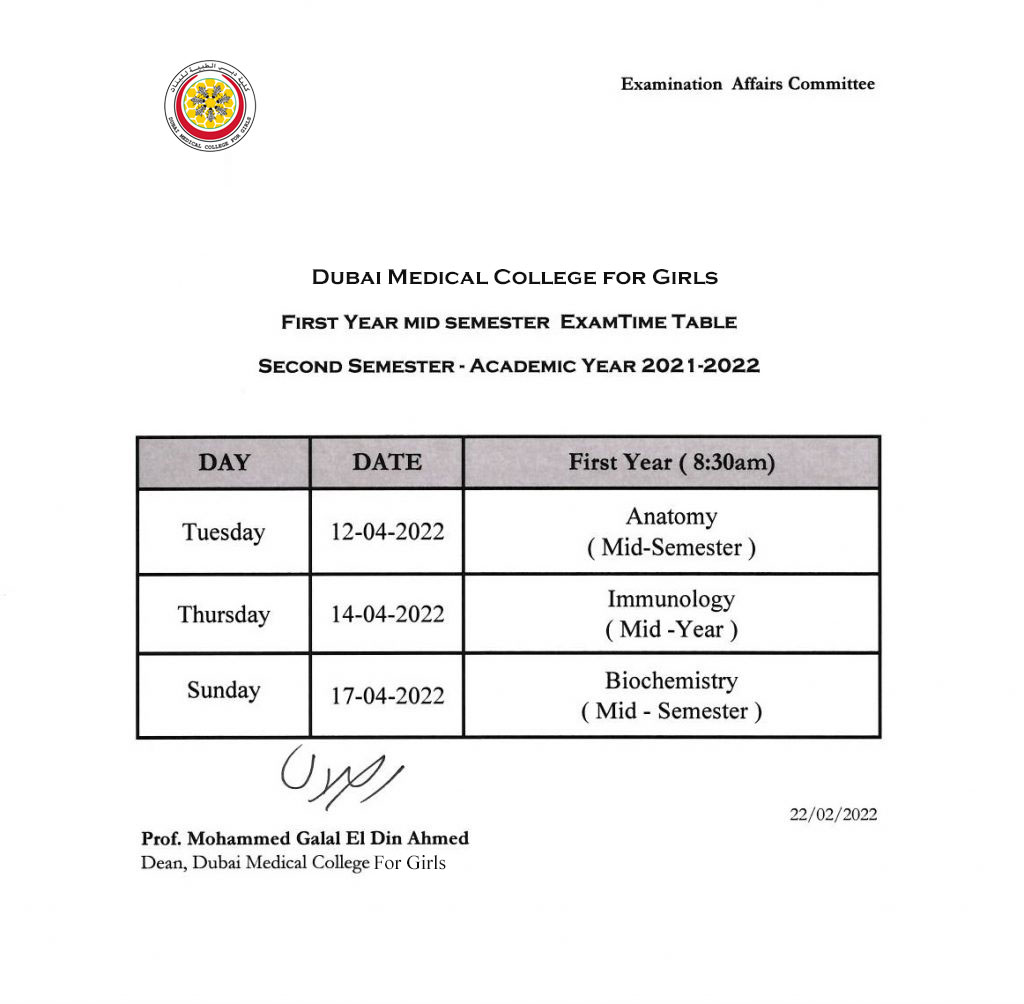 كلية دبي الطبية للبنات
DUBAI MEDICAL COLLEGE FOR GIRLS
Examination Affairs Committee
DUBAI MEDICAL COLLEGE FOR GIRLS
FIRST YEAR MID SEMESTER EXAMTIME TABLE
SECOND SEMESTER - ACADEMIC YEAR 2021-2022
DAY DATE First Year ( 8:30am)
Tuesday 12-04-2022 Anatomy
( Mid-Semester )
Thursday 14-04-2022 Immunology
( Mid -Year )
Sunday 17-04-2022 Biochemistry
( Mid - Semester )
22/02/2022
Prof. Mohammed Galal El Din Ahmed
Dean, Dubai Medical College For Girls